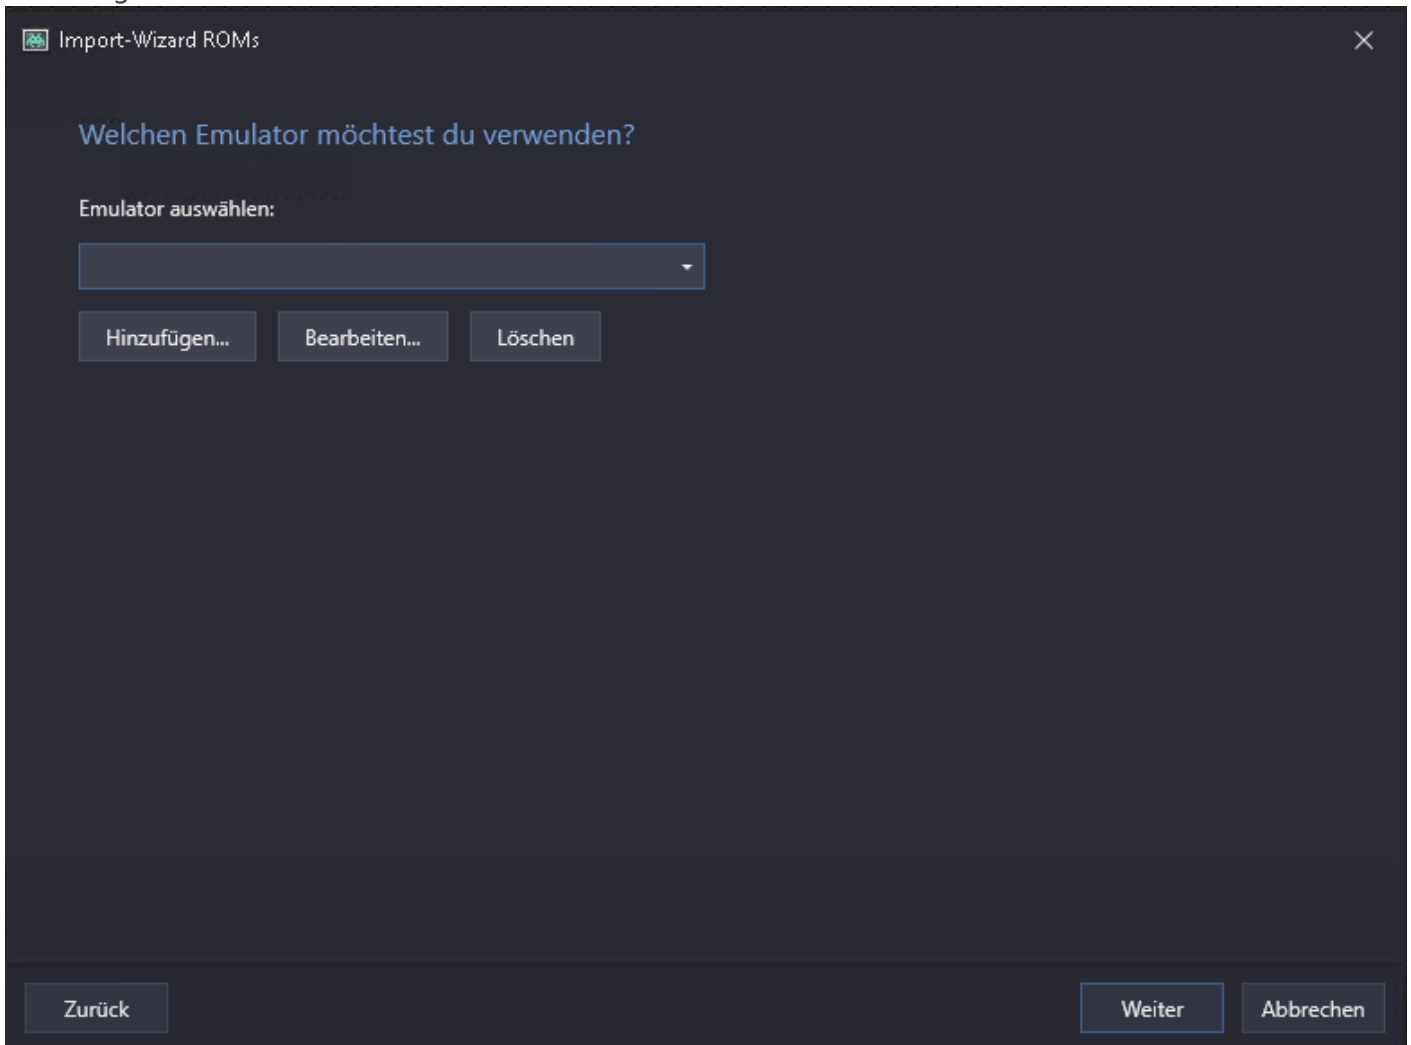 Import-Wizard ROMs
Welchen Emulator möchtest du verwenden?
Emulator auswählen:
Hinzufügen...
Bearbeiten...
Löschen
Zurück
Weiter
Abbrechen